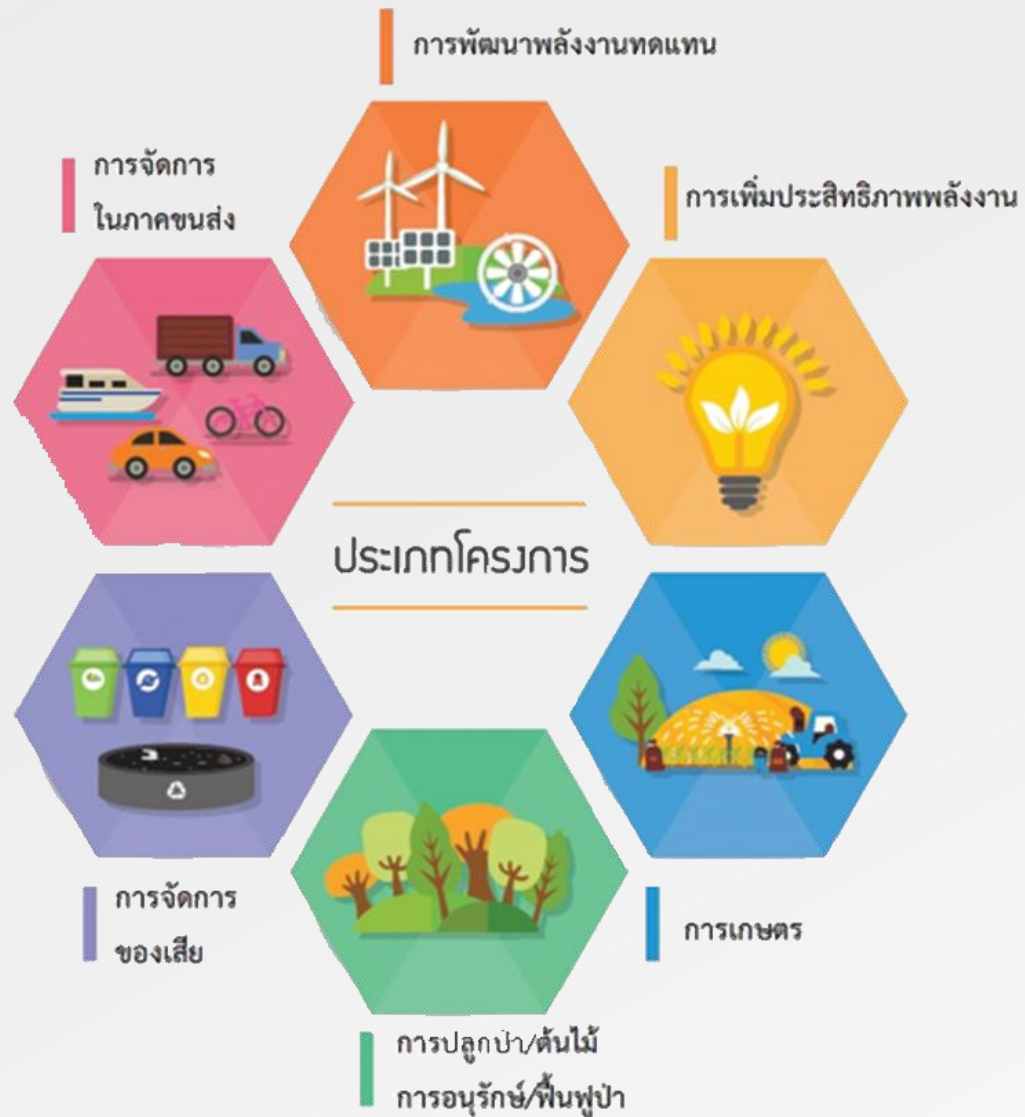 การพัฒนาพลังงานทดแทน
การจัดการ
ในภาคขนส่ง
การเพิ่มประสิทธิภาพพลังงาน
ประเภทโครงการ
การจัดการ
ของเสีย
การเกษตร
การปลูกป่า/ต้นไม้
การอนุรักษ์/ฟื้นฟูป่า